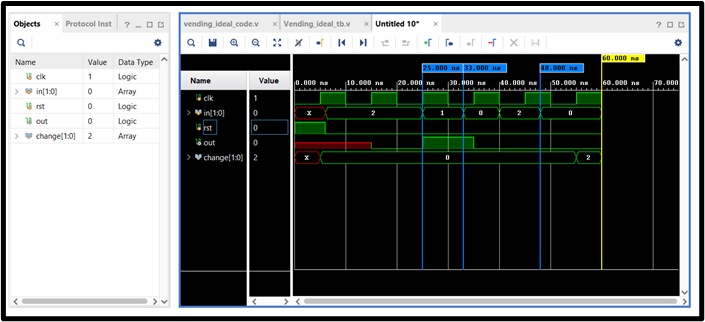 Objects × Protocol Inst ? _
Name Value Data Type
clk 1 Logic
in[1:0] 0 Array
rst 0 Logic
out 0 Logic
change[1:0] 2 Array
vending_ideal_code.v × Vending_ideal_tb.v × Untitled 10* × ?
60.000 ns
25.000 ns 33.000 ns 48.000 ns
Name Value
0.000 ns 10.000 ns 20.000 ns 30.000 ns 40.000 ns 50.000 ns 60.000 ns 70.000
clk 1
in[1:0] 0 X 2 1 0 2 0
rst 0
out 0
change[1:0] 2 X 0 2